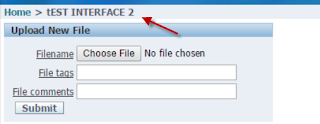 Home > tEST INTERFACE 2
Upload New File
Filename Choose File No file chosen
File tags
File comments
Submit